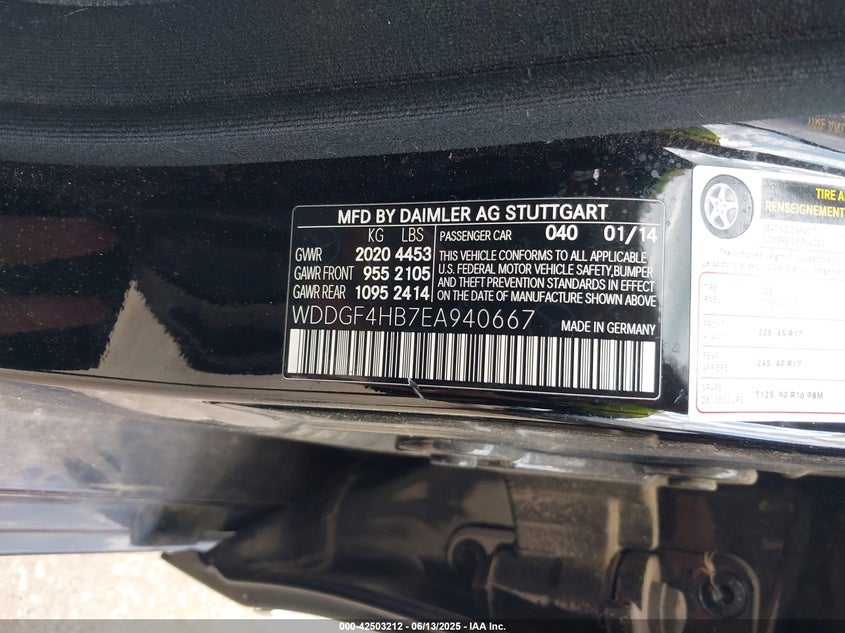 MFD BY DAIMLER AG STUTTGART
KG LBS
GVWR 2020 4453
GAWR FRONT 955 2105
GAWR REAR 1095 2414
PASSENGER CAR 040 01/14
THIS VEHICLE CONFORMS TO ALL APPLICABLE
U.S. FEDERAL MOTOR VEHICLE SAFETY,BUMPER
AND THEFT PREVENTION STANDARDS IN EFFECT
ON THE DATE OF MANUFACTURE SHOWN ABOVE.
WDDGF4HB7EA940667
MADE IN GERMANY
TIRE A
RENSEIGNEMENT
225 45 R17
245 40 R17
T125 90 R16 98M
000-42503212 - 06/13/2025 - IAA Inc.